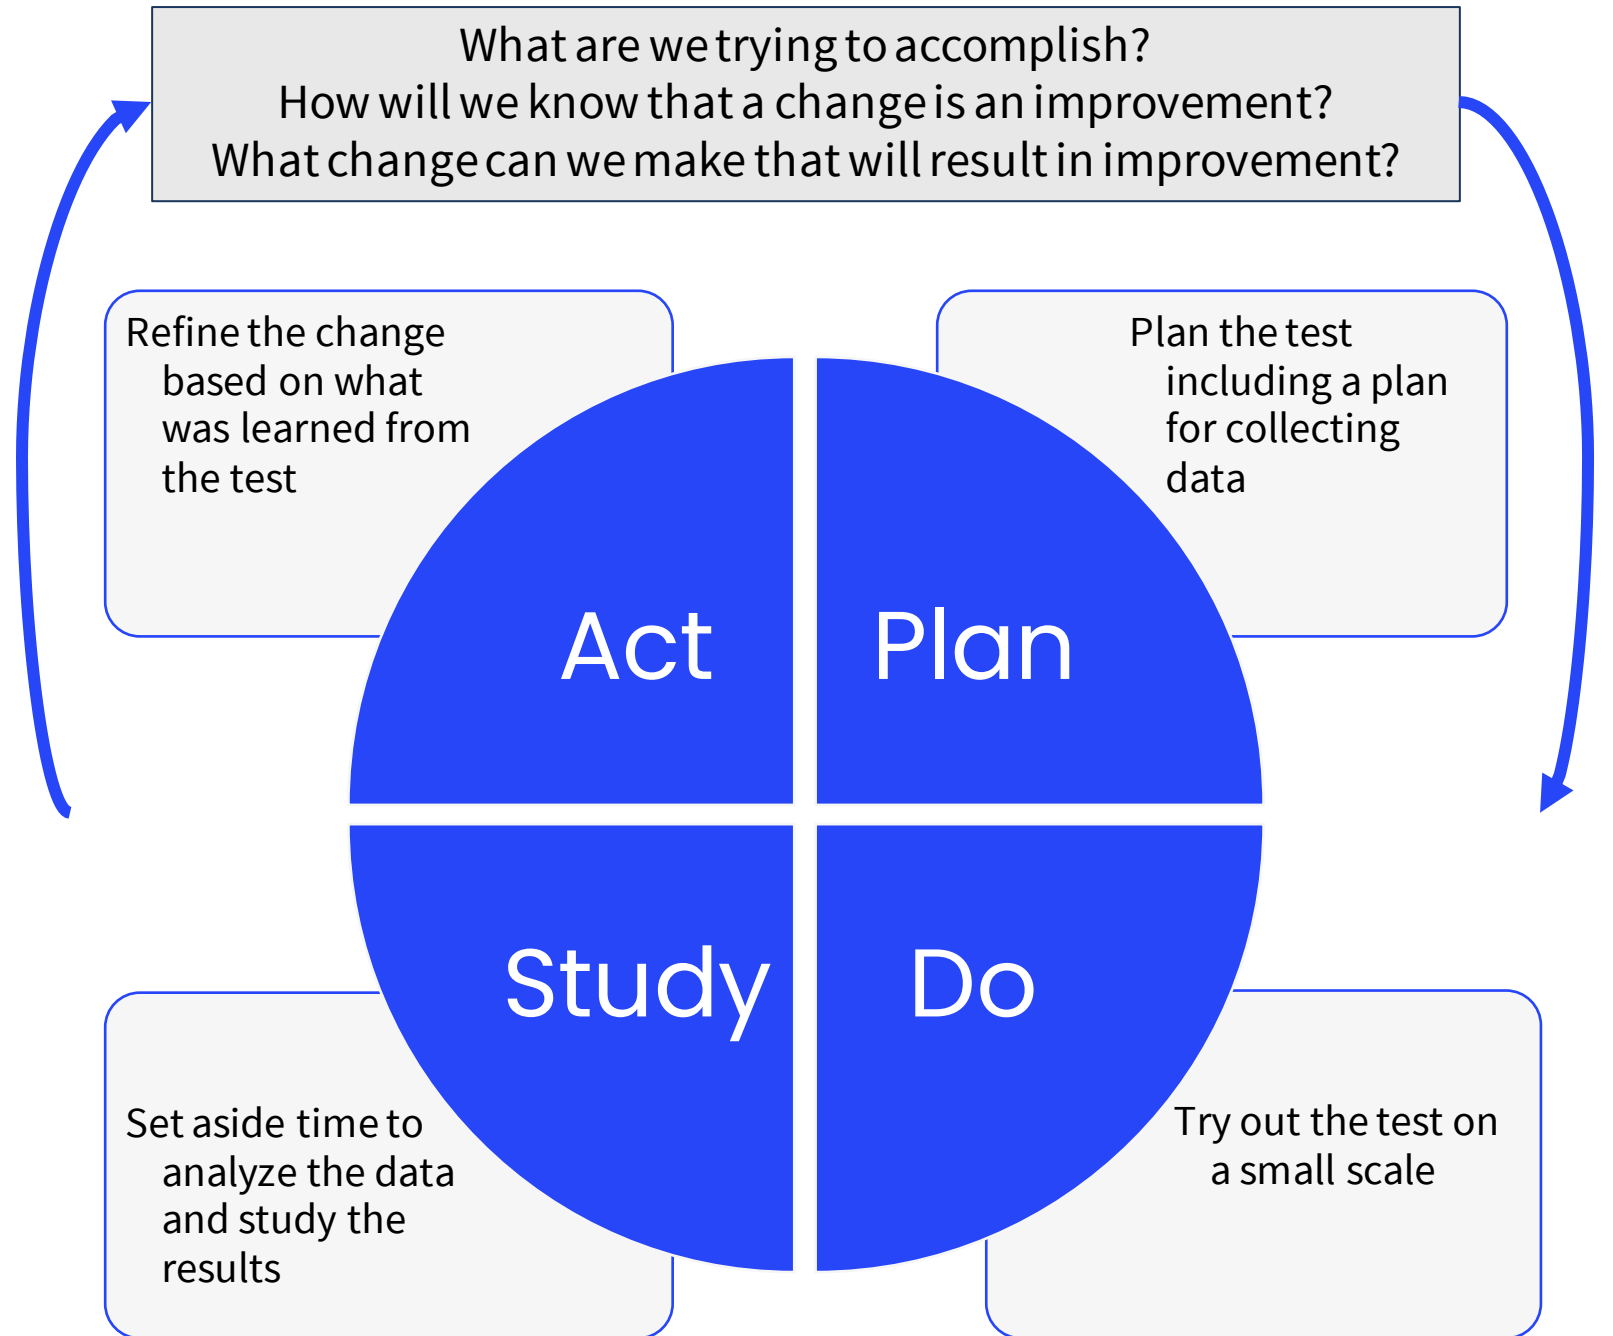 What are we trying to accomplish?
How will we know that a change is an improvement?
What change can we make that will result in improvement?
Refine the change
based on what
was learned from
the test
Plan the test
including a plan
for collecting
data
Act
Plan
Study
Do
Set aside time to
analyze the data
and study the
results
Try out the test on
a small scale